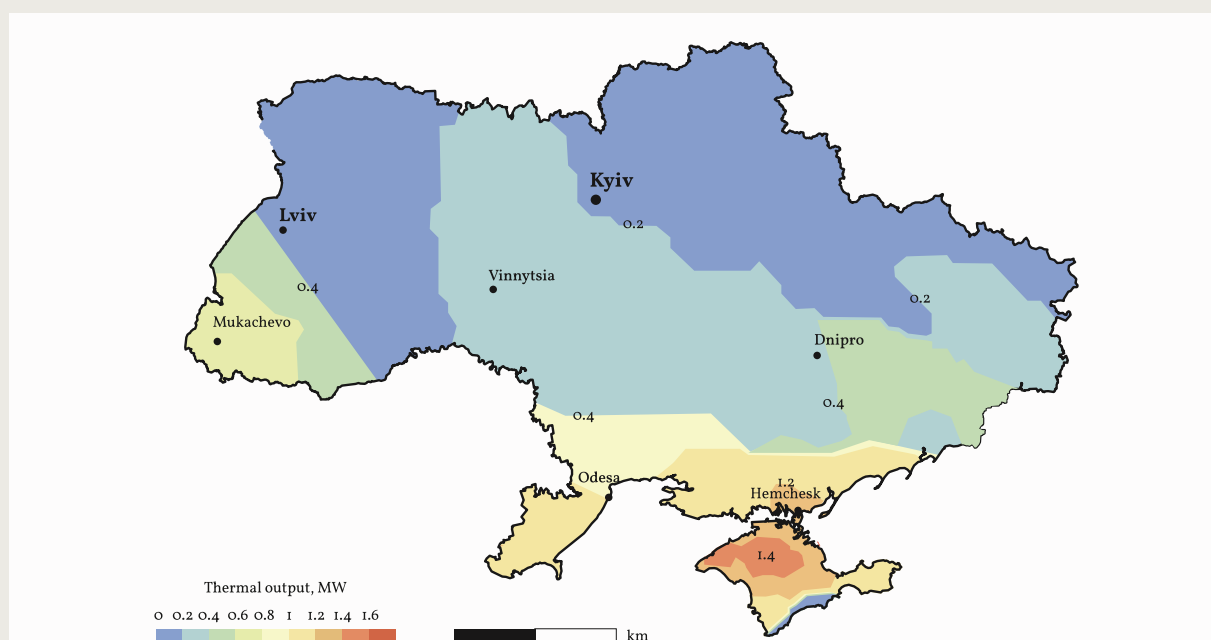 Kyiv
Lviv
0.2
Vinnytsia
0.4
0.2
Mukachevo
Dnipro
0.4
0.4
Odesa
1.2
Hemchesk
1.4
Thermal output, MW
0 0.2 0.4 0.6 0.8 1 1.2 1.4 1.6
km